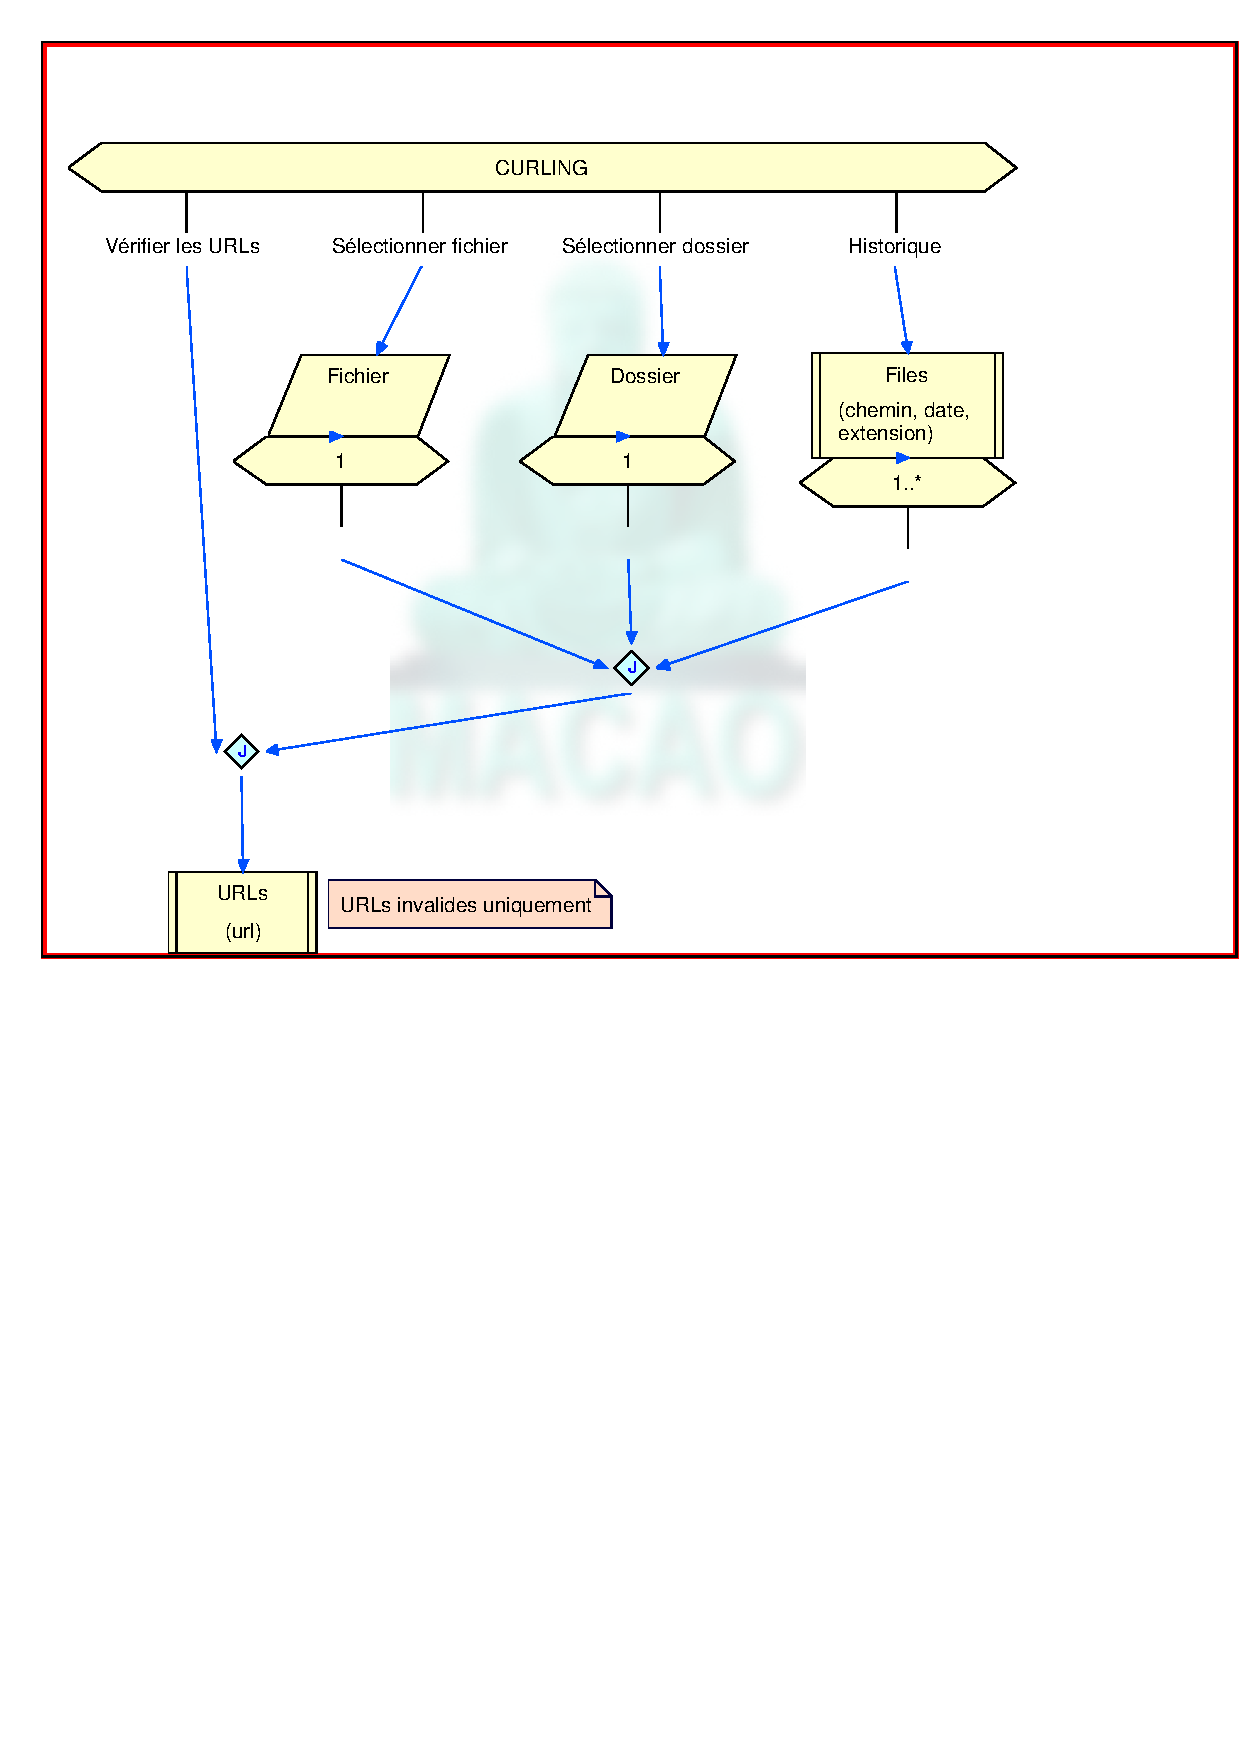 CURLING
Vérifier les URLs
Sélectionner fichier
Sélectionner dossier
Historique
Fichier
Dossier
Files
(chemin, date,
extension)
1
1
1..*
J
J
MACAO
URLs
(url)
URLs invalides uniquement